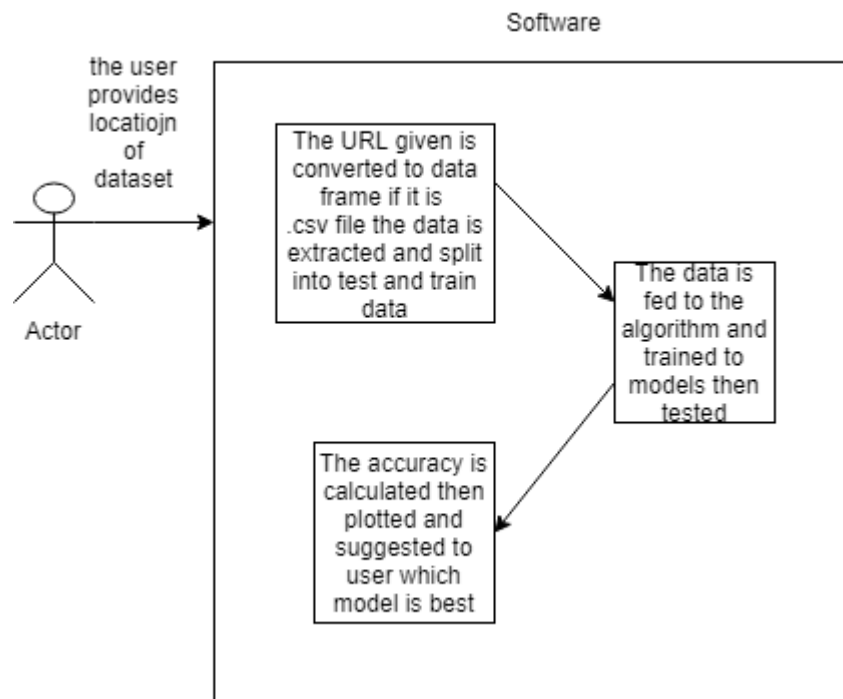 Software
the user
provides
locatiojn
of
dataset
Actor
The URL given is
converted to data
frame if it is
.csv file the data is
extracted and split
into test and train
data
The data is
fed to the
algorithm and
trained to
models then
tested
The accuracy is
calculated then
plotted and
suggested to
user which
model is best